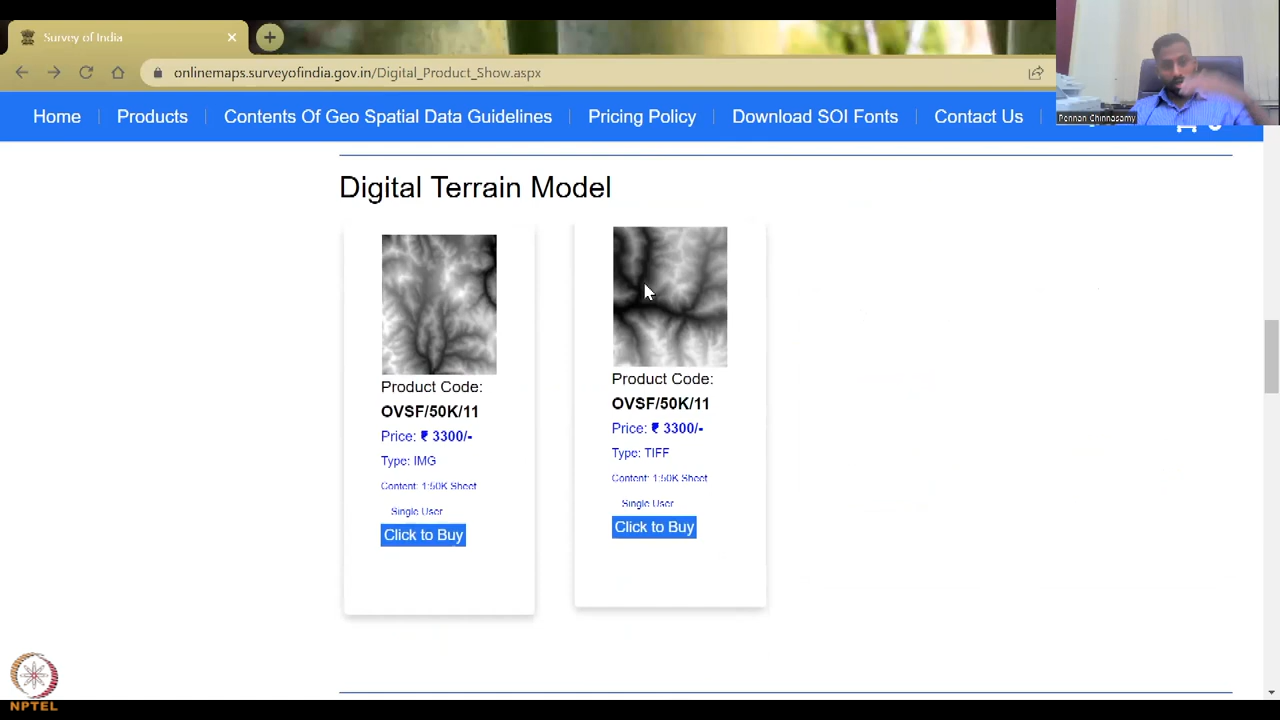 Survey of India
onlinemaps.surveyofindia.gov.in/Digital_Product_Show.aspx
Home
Products
Contents Of Geo Spatial Data Guidelines
Pricing Policy
Download SOI Fonts
Contact Us
Pennan Chinnasamy
Digital Terrain Model
Product Code:
OVSF/50K/11
Price: ₹ 3300/-
Type: IMG
Content: 1:50K Sheet
Single User
Click to Buy
Product Code:
OVSF/50K/11
Price: ₹ 3300/-
Type: TIFF
Content: 1:50K Sheet
Single User
Click to Buy
NPTEL